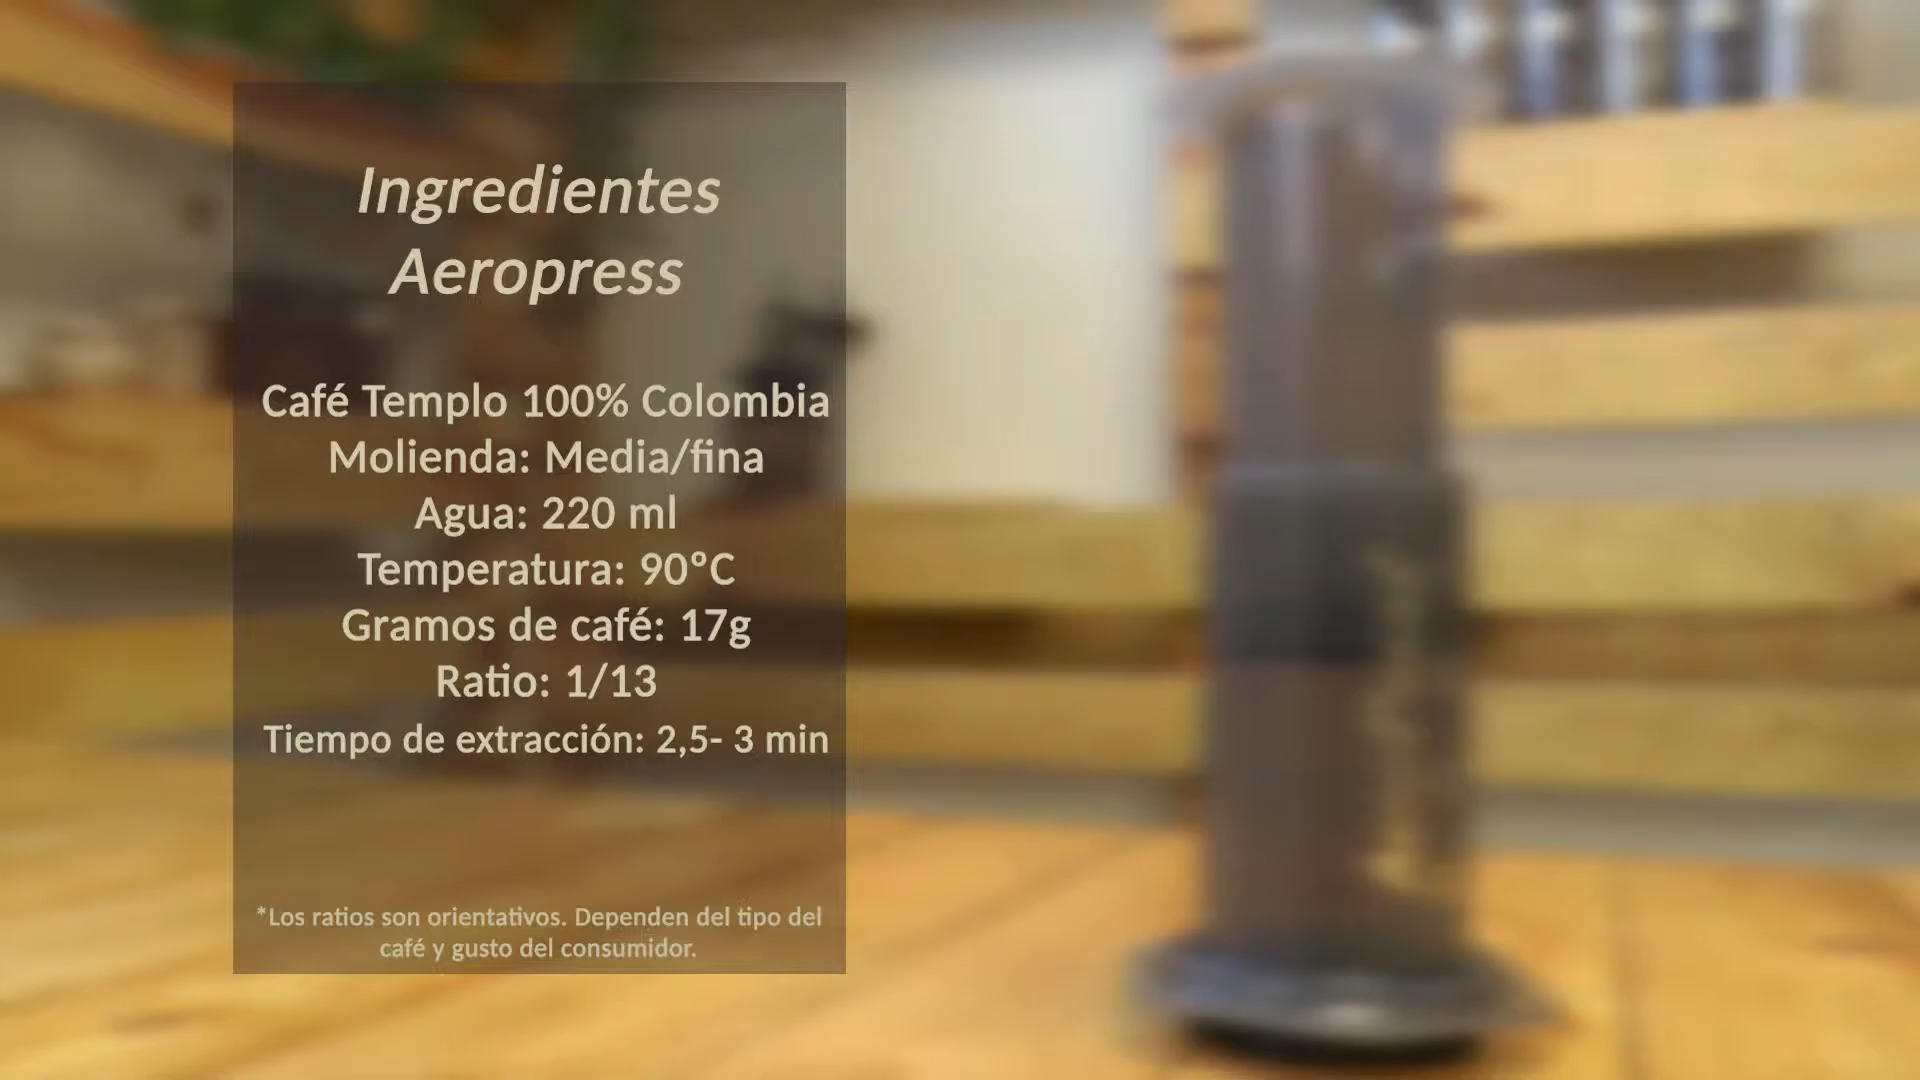 Ingredientes
Aeropress
Café Templo 100% Colombia
Molienda: Media/fina
Agua: 220 ml
Temperatura: 90°C
Gramos de café: 17g
Ratio: 1/13
Tiempo de extracción: 2,5- 3 min
*Los ratios son orientativos. Dependen del tipo del
café y gusto del consumidor.